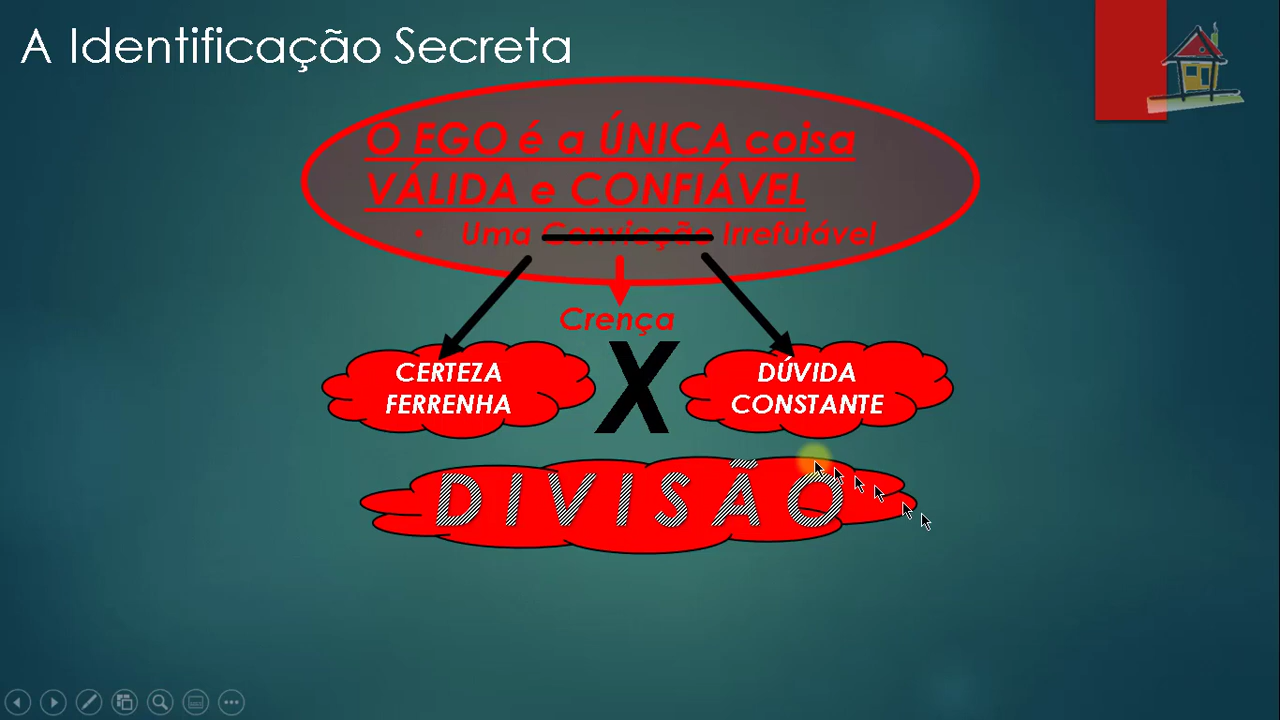 A Identificação Secreta
O EGO é a ÚNICA coisa
VÁLIDA e CONFIÁVEL
• Uma Convicção Irrefutável
Crença
CERTEZA
FERRENHA
X
DÚVIDA
CONSTANTE
DIVISÃO